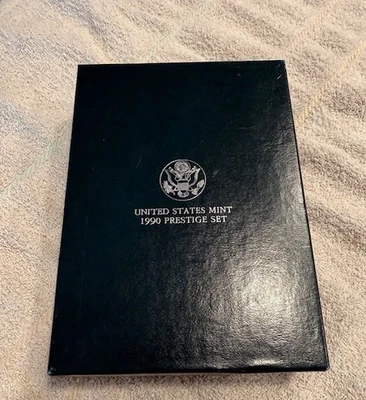 UNITED STATES MINT
1990 PRESTIGE SET